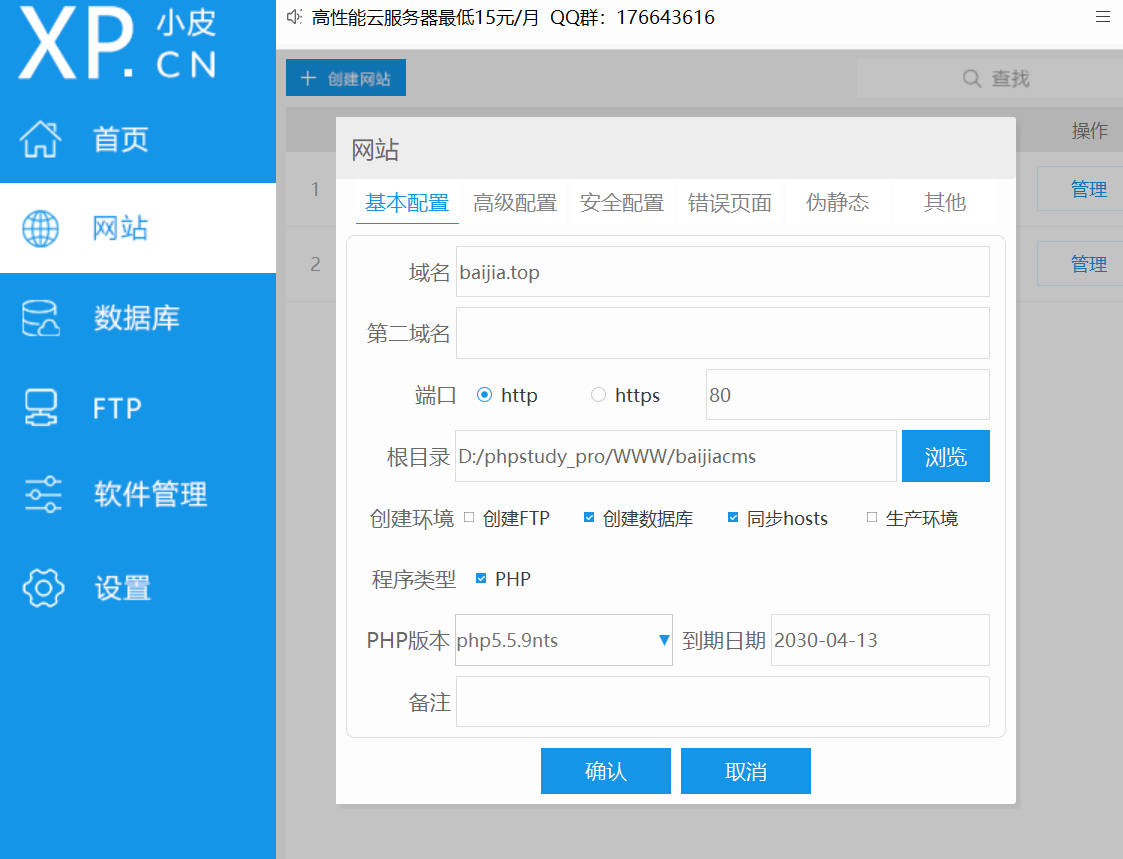 XP.小皮CN
高性能云服务器最低15元/月 QQ群：176643616
创建网站
查找
首页
网站
数据库
FTP
软件管理
设置
操作
1
管理
2
管理
网站
基本配置 高级配置 安全配置 错误页面 伪静态 其他
域名 baijia.top
第二域名
端口 http https 80
根目录 D:/phpstudy_pro/WWW/baijiacms 浏览
创建环境 创建FTP 创建数据库 同步hosts 生产环境
程序类型 PHP
PHP版本 php5.5.9nts 到期日期 2030-04-13
备注
确认 取消